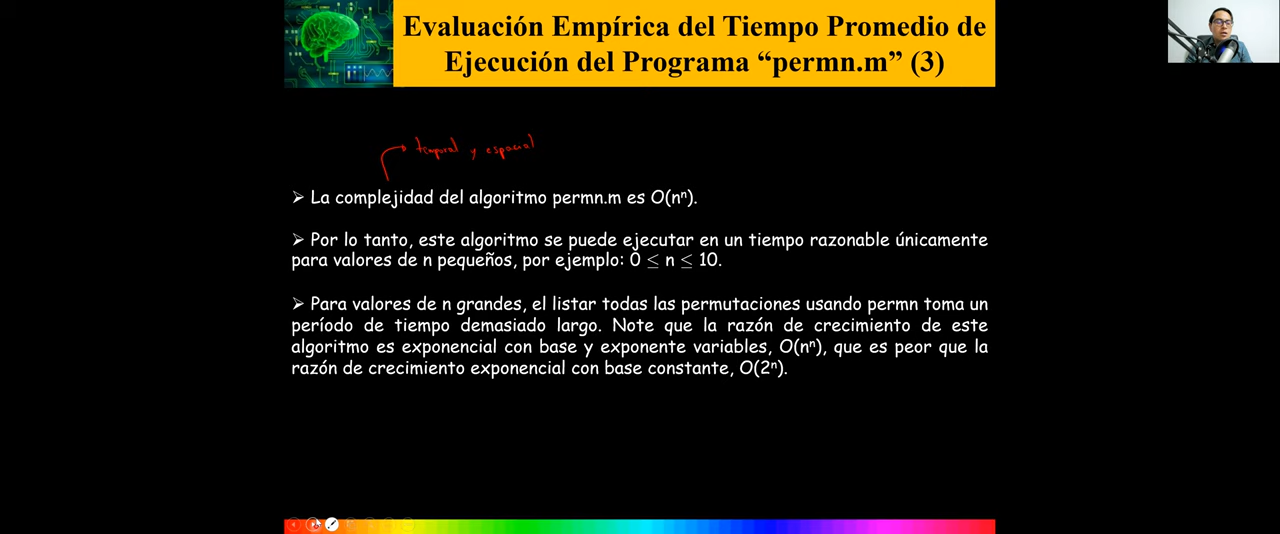 Evaluación Empírica del Tiempo Promedio de
Ejecución del Programa “permn.m” (3)
temporal y espacial
➢ La complejidad del algoritmo permn.m es O(nⁿ).
➢ Por lo tanto, este algoritmo se puede ejecutar en un tiempo razonable únicamente
para valores de n pequeños, por ejemplo: 0 ≤ n ≤ 10.
➢ Para valores de n grandes, el listar todas las permutaciones usando permn toma un
período de tiempo demasiado largo. Note que la razón de crecimiento de este
algoritmo es exponencial con base y exponente variables, O(nⁿ), que es peor que la
razón de crecimiento exponencial con base constante, O(2ⁿ).